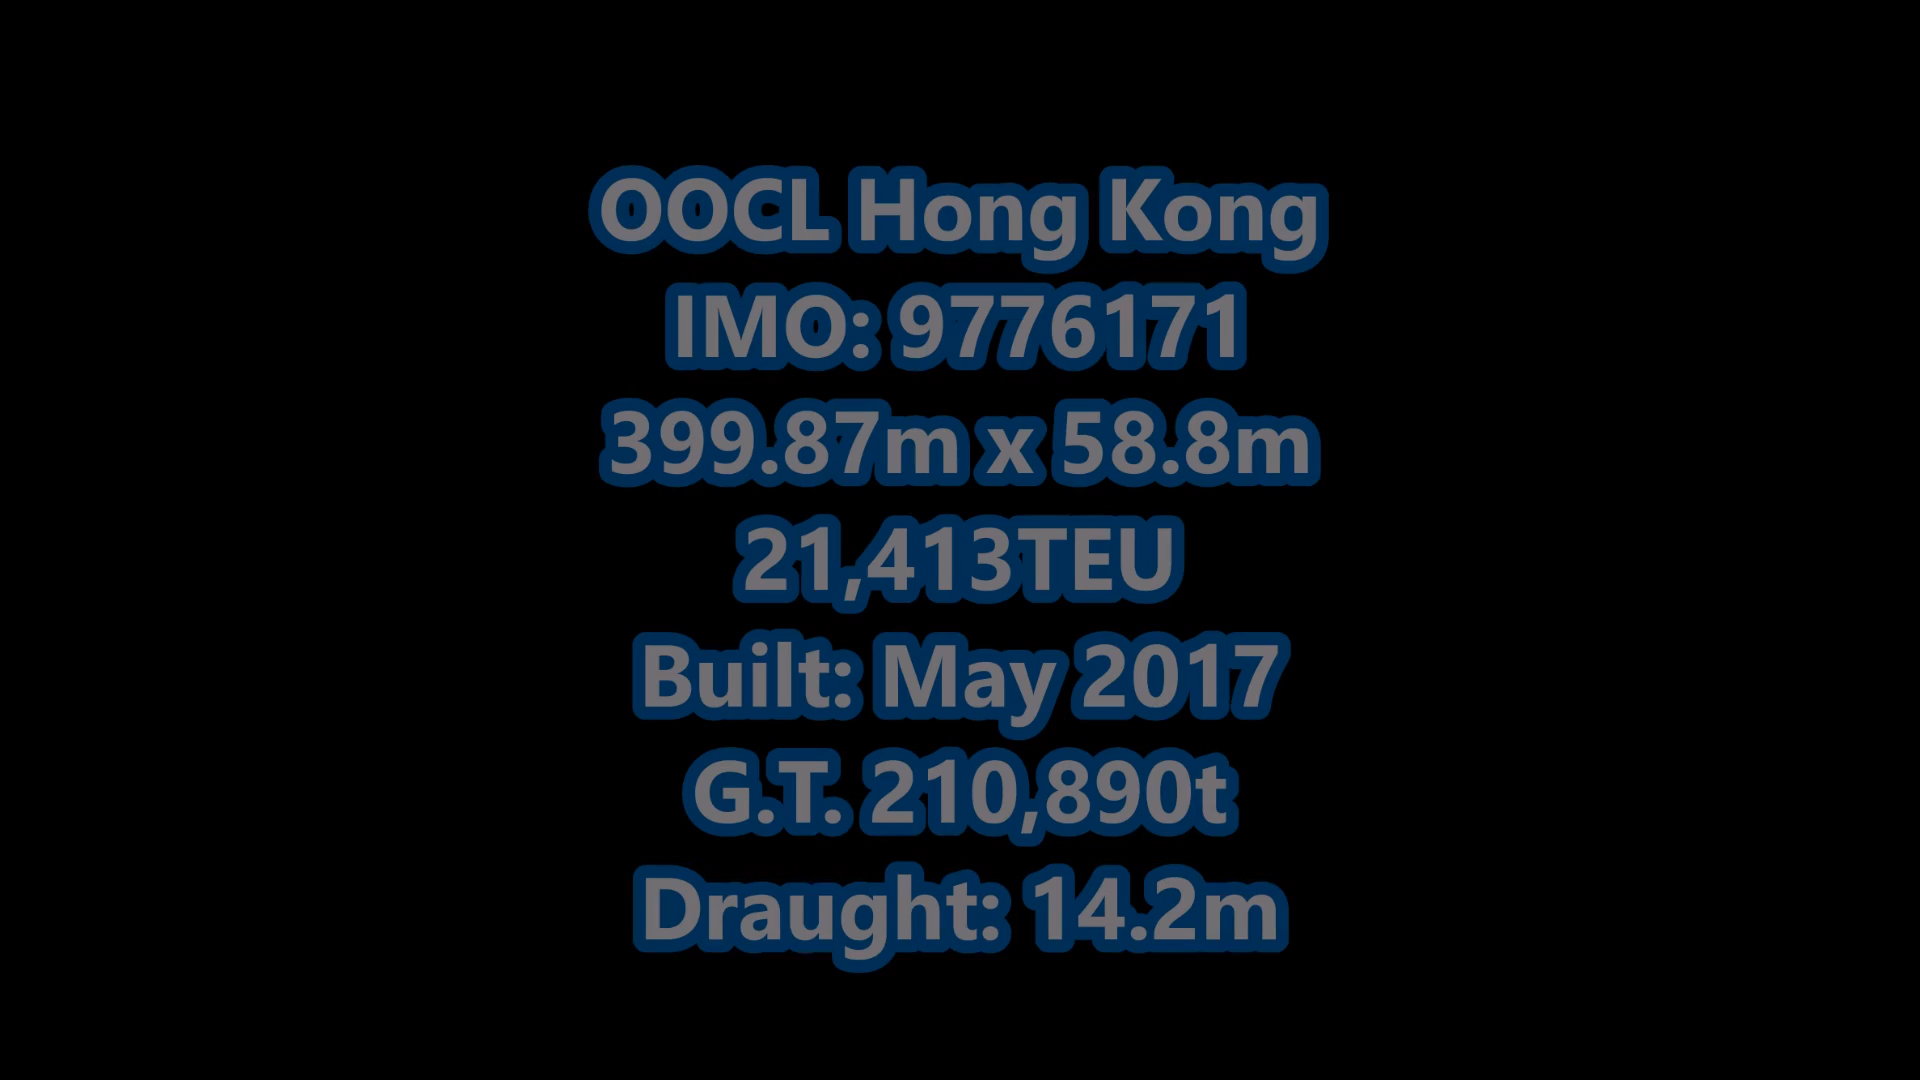 OOCL Hong Kong
IMO: 9776171
399.87m x 58.8m
21,413TEU
Built: May 2017
G.T. 210,890t
Draught: 14.2m